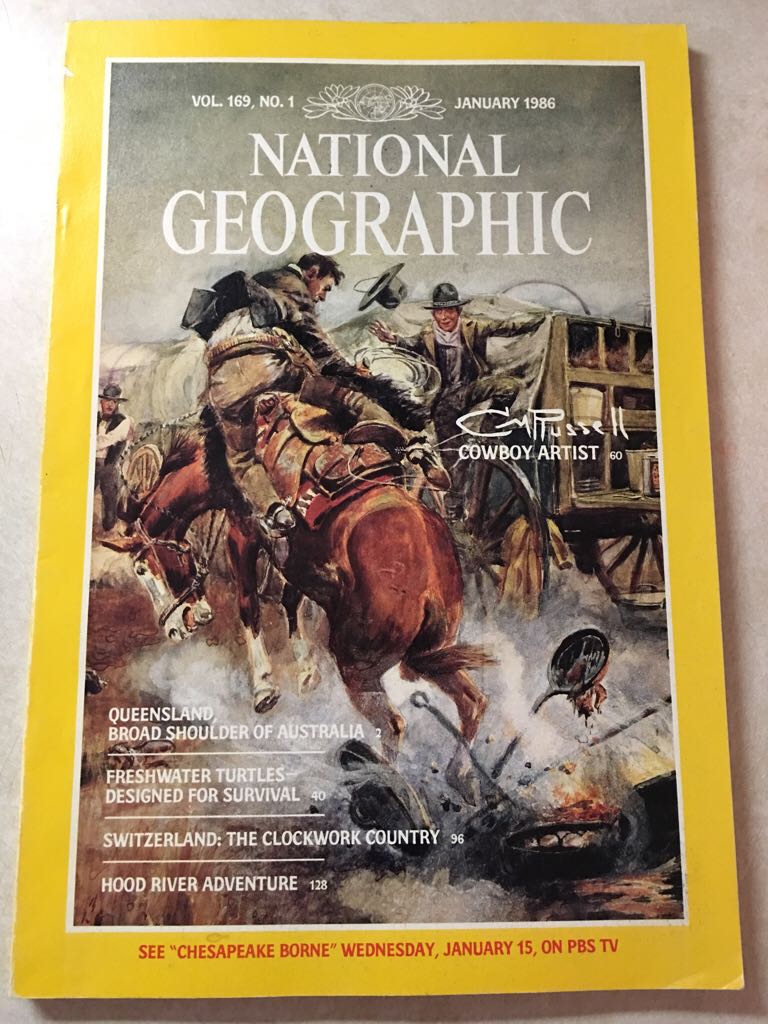 VOL. 169, NO. 1 JANUARY 1986
NATIONAL
GEOGRAPHIC
CMRussell
COWBOY ARTIST 60
QUEENSLAND,
BROAD SHOULDER OF AUSTRALIA 2
FRESHWATER TURTLES—
DESIGNED FOR SURVIVAL 40
SWITZERLAND: THE CLOCKWORK COUNTRY 96
HOOD RIVER ADVENTURE 128
SEE "CHESAPEAKE BORNE" WEDNESDAY, JANUARY 15, ON PBS TV